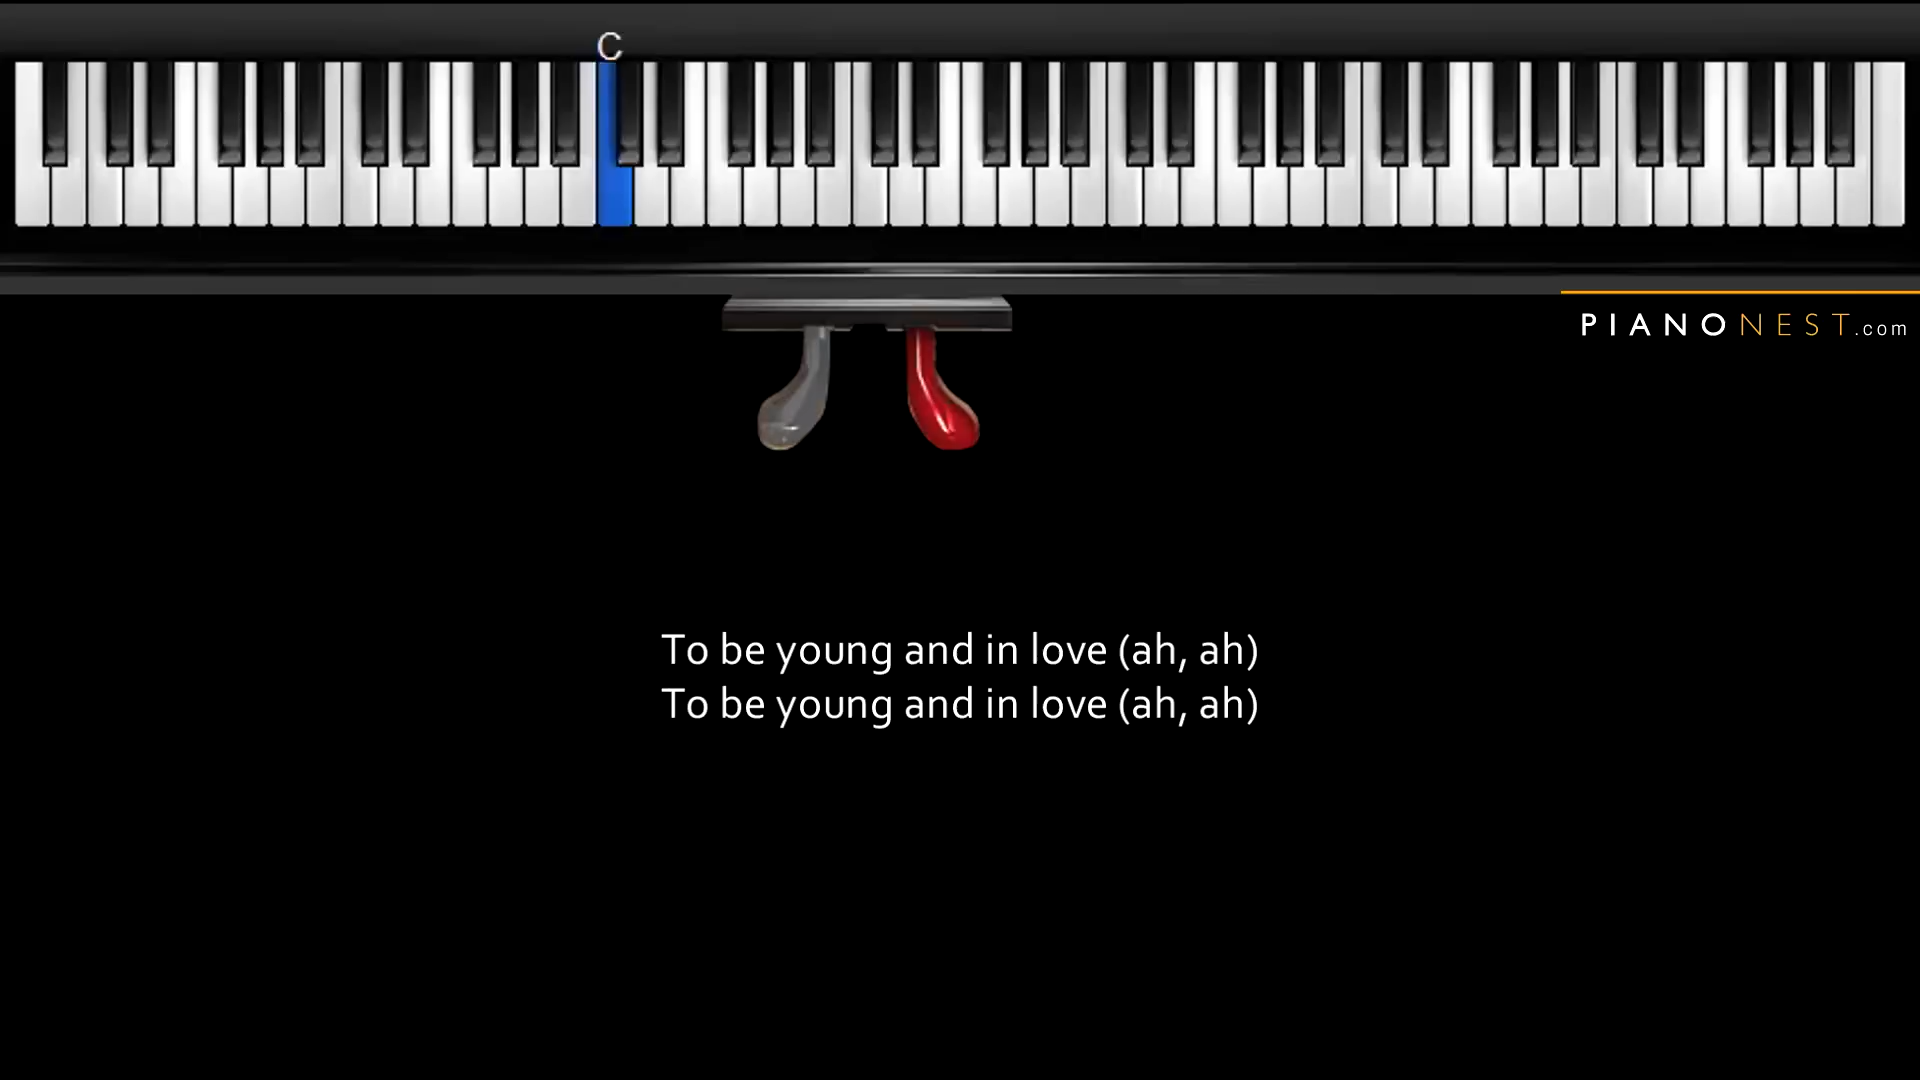 C
PIANONEST.com
To be young and in love (ah, ah)
To be young and in love (ah, ah)